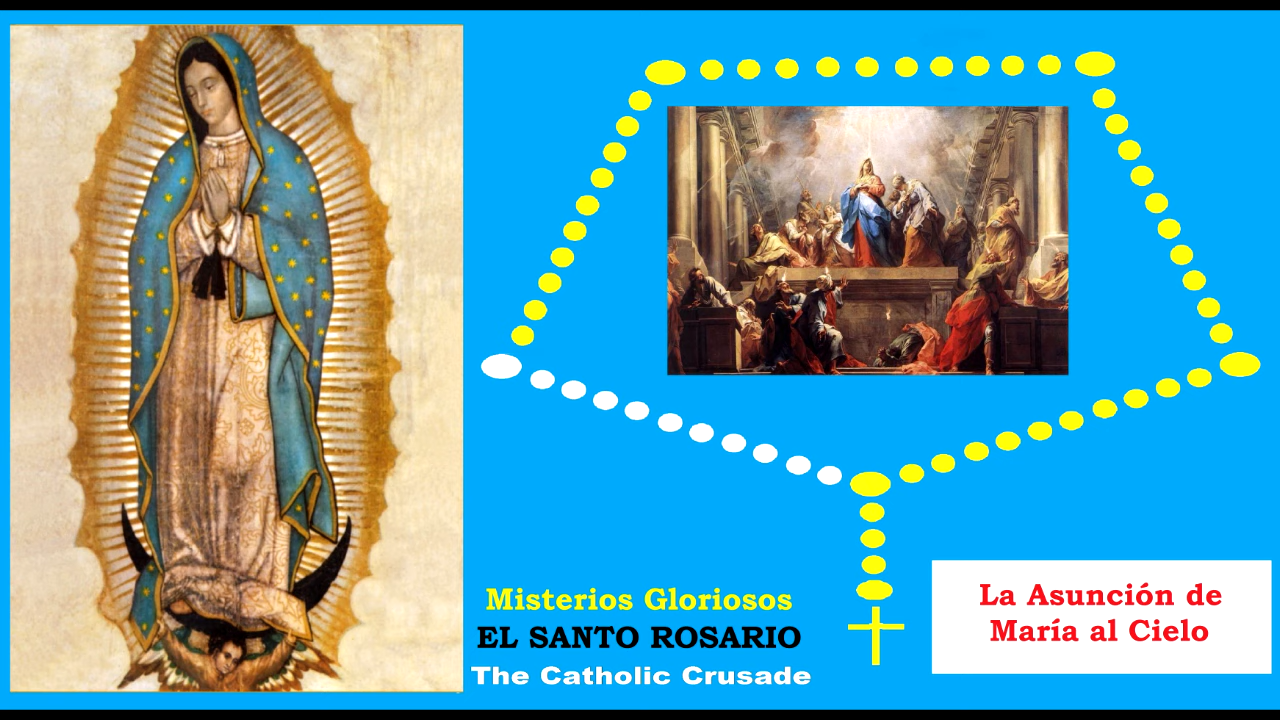 Misterios Gloriosos
EL SANTO ROSARIO
The Catholic Crusade
La Asunción de
María al Cielo